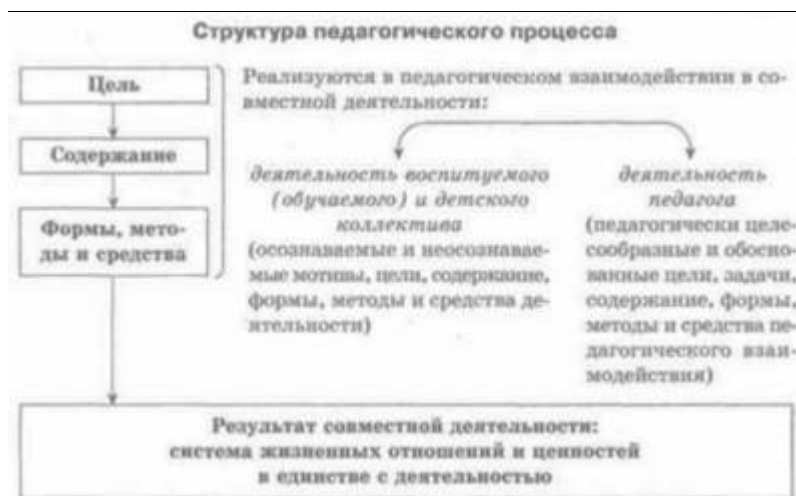 Структура педагогического процесса
Цель
Содержание
Формы, мето-
ды и средства
Реализуются в педагогическом взаимодействии в со-
вместной деятельности:
деятельность воспитуемого
(обучаемого) и детского
коллектива
(осознаваемые и неосознавае-
мые мотивы, цели, содержание,
формы, методы и средства де-
ятельности)
деятельность
педагога
(педагогически целе-
сообразные и обосно-
ванные цели, задачи,
содержание, формы,
методы и средства пе-
дагогического взаи-
модействия)
Результат совместной деятельности:
система жизненных отношений и ценностей
в единстве с деятельностью